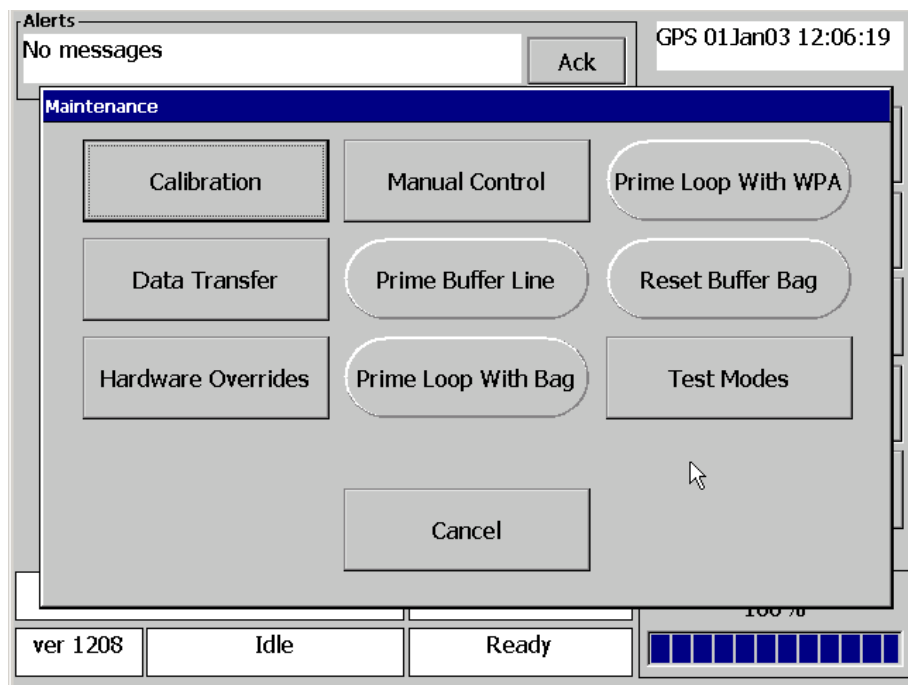 Alerts
No messages
Ack
GPS 01Jan03 12:06:19
Maintenance
Calibration
Manual Control
Prime Loop With WPA
Data Transfer
Prime Buffer Line
Reset Buffer Bag
Hardware Overrides
Prime Loop With Bag
Test Modes
Cancel
100 %
ver 1208
Idle
Ready